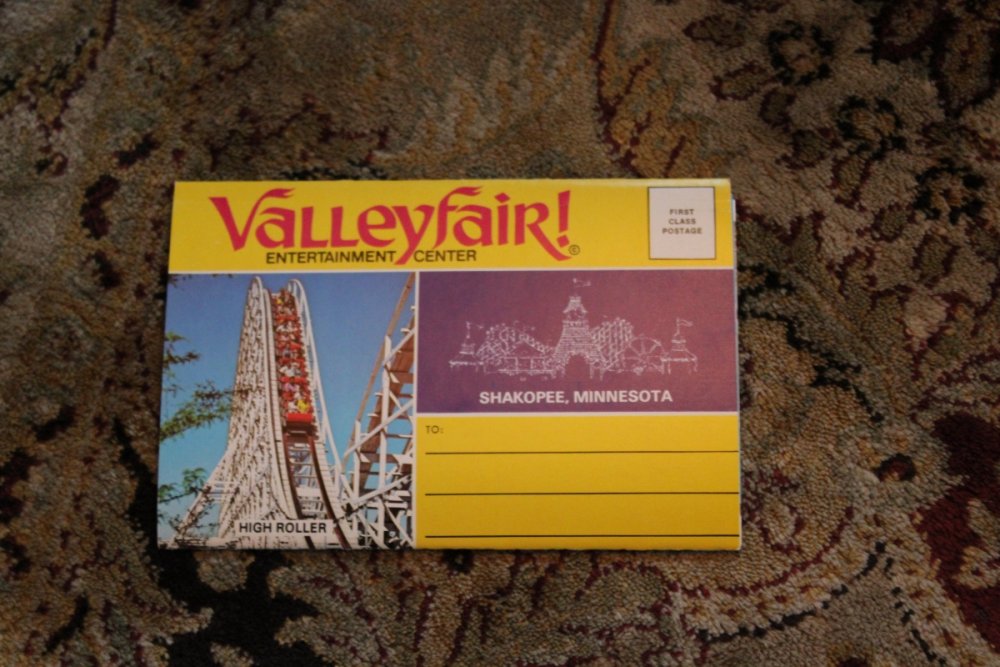 Valleyfair!
©
ENTERTAINMENT CENTER
FIRST
CLASS
POSTAGE
SHAKOPEE, MINNESOTA
TO:
HIGH ROLLER